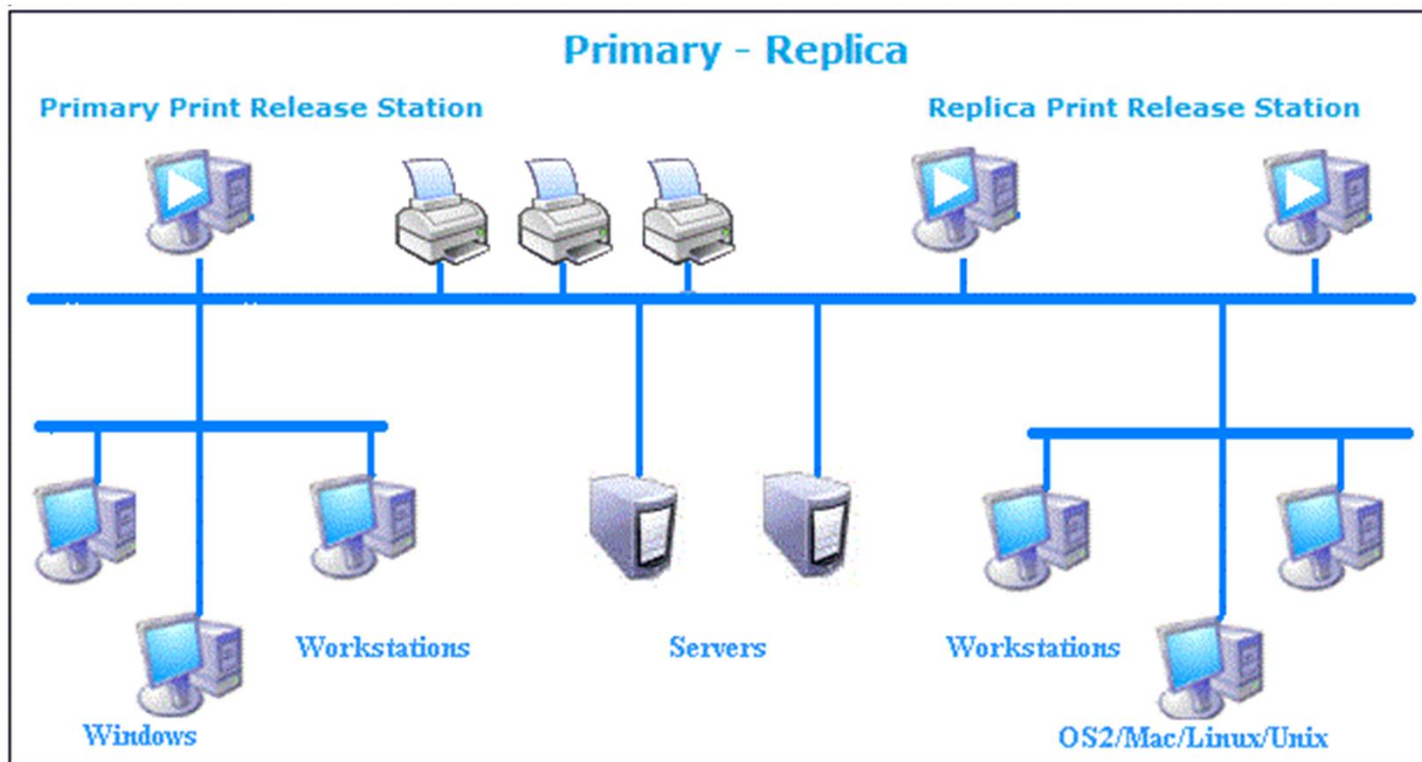 Primary - Replica
Primary Print Release Station
Replica Print Release Station
Workstations
Servers
Workstations
Windows
OS2/Mac/Linux/Unix